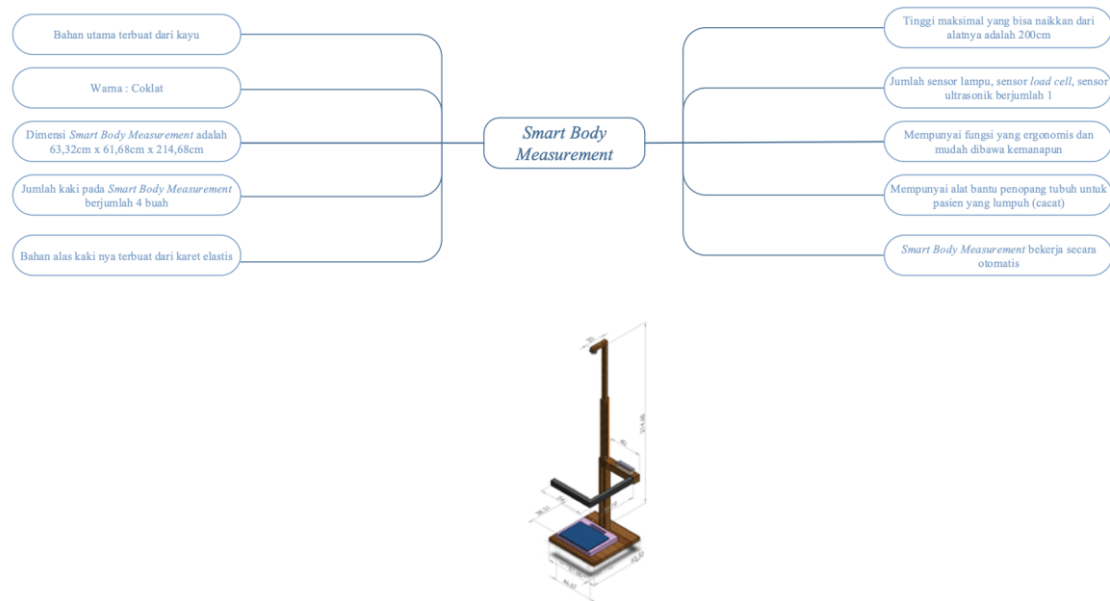 Bahan utama terbuat dari kayu
Warna : Coklat
Dimensi Smart Body Measurement adalah
63,32cm x 61,68cm x 214,68cm
Jumlah kaki pada Smart Body Measurement
berjumlah 4 buah
Bahan alas kaki nya terbuat dari karet elastis
Smart Body
Measurement
Tinggi maksimal yang bisa naikkan dari
alatnya adalah 200cm
Jumlah sensor lampu, sensor load cell, sensor
ultrasonik berjumlah 1
Mempunyai fungsi yang ergonomis dan
mudah dibawa kemanapun
Mempunyai alat bantu penopang tubuh untuk
pasien yang lumpuh (cacat)
Smart Body Measurement bekerja secara
otomatis
214,68
40